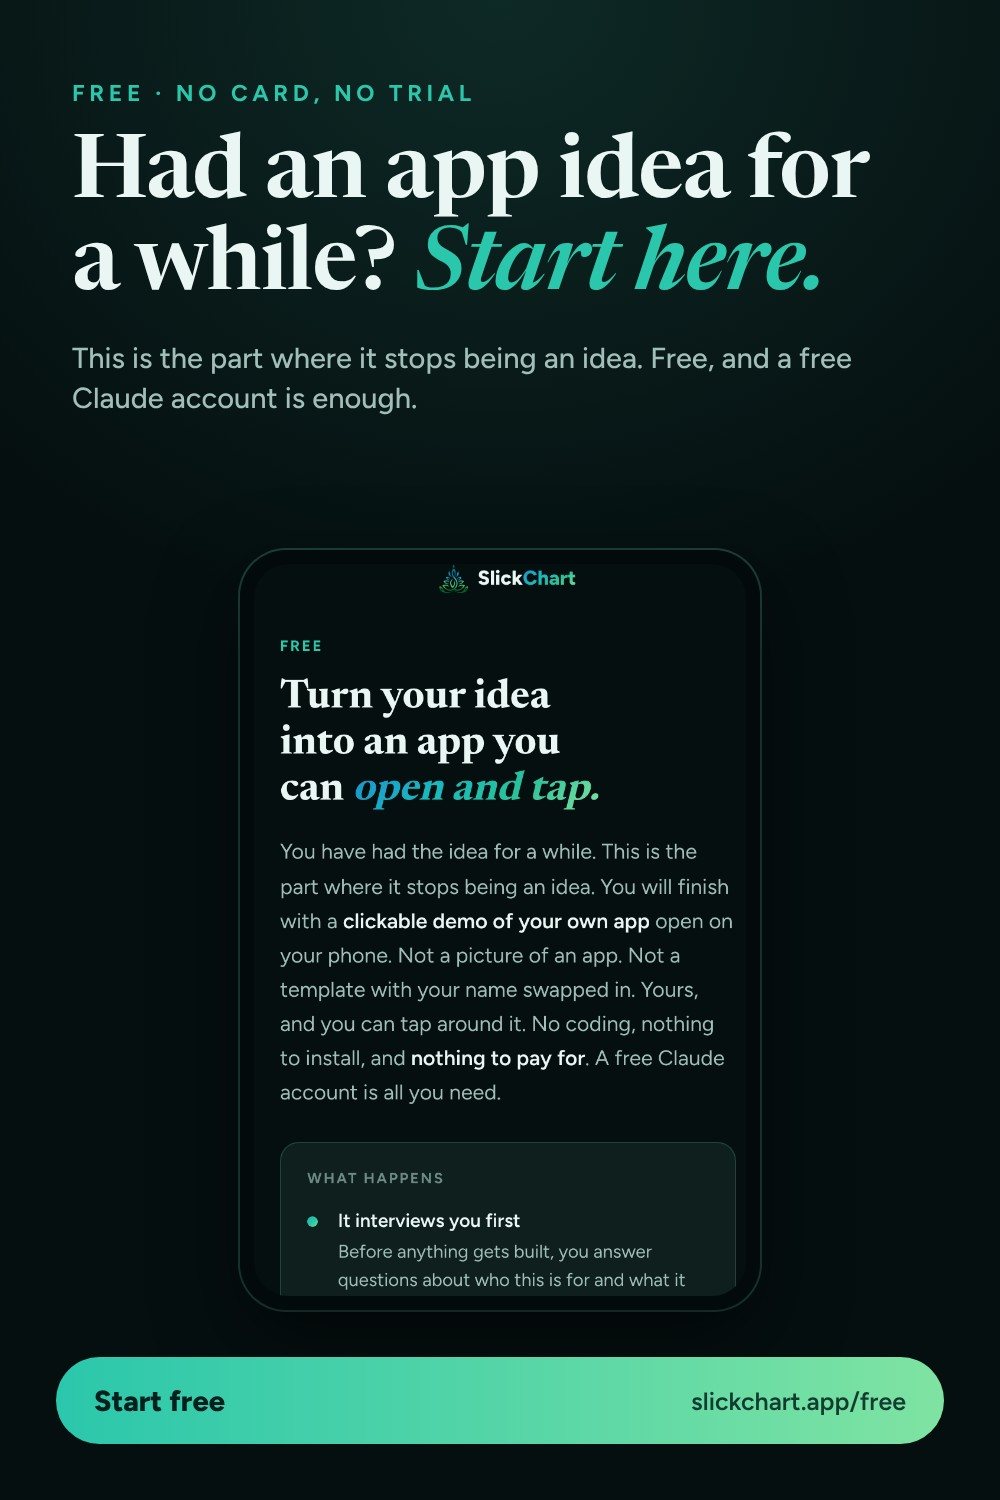 FREE · NO CARD, NO TRIAL
Had an app idea for
a while? Start here.
This is the part where it stops being an idea. Free, and a free
Claude account is enough.
SlickChart
FREE
Turn your idea
into an app you
can open and tap.
You have had the idea for a while. This is the
part where it stops being an idea. You will finish
with a clickable demo of your own app open on
your phone. Not a picture of an app. Not a
template with your name swapped in. Yours,
and you can tap around it. No coding, nothing
to install, and nothing to pay for. A free Claude
account is all you need.
WHAT HAPPENS
It interviews you first
Before anything gets built, you answer
questions about who this is for and what it
Start free
slickchart.app/free